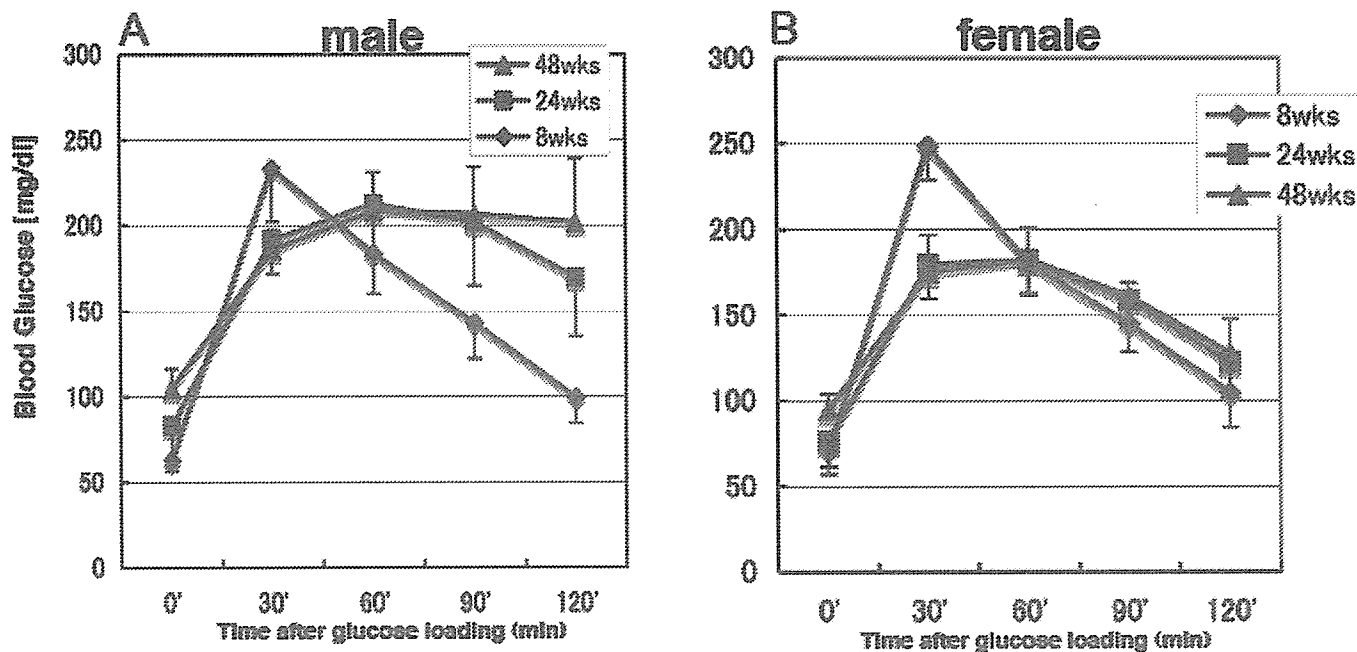 A male
300
250
200
150
100
50
0
Blood Glucose [mg/dl]
48wks
24wks
8wks
0' 30' 60' 90' 120'
Time after glucose loading (min)
B female
300
250
200
150
100
50
0
8wks
24wks
48wks
0' 30' 60' 90' 120'
Time after glucose loading (min)